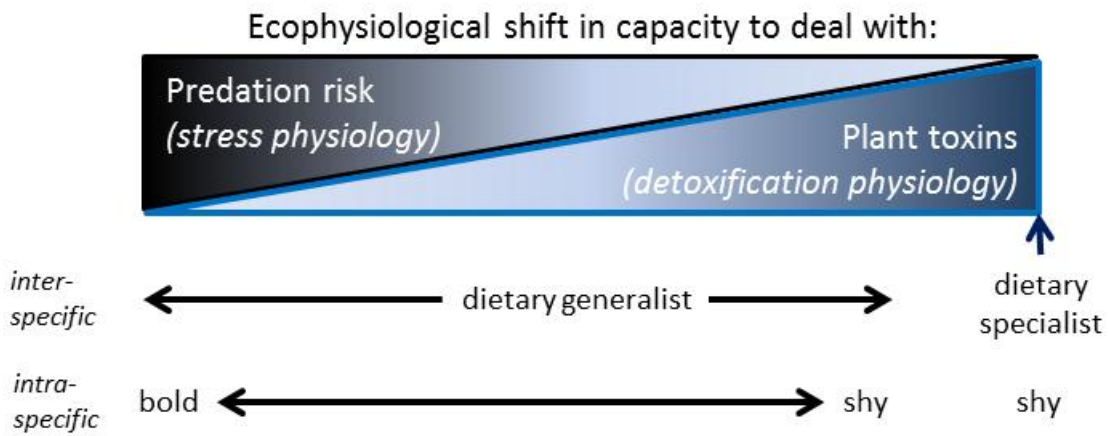 Ecophysiological shift in capacity to deal with:
Predation risk
(stress physiology)
Plant toxins
(detoxification physiology)
inter-
specific
dietary generalist
dietary
specialist
intra-
specific
bold
shy
shy